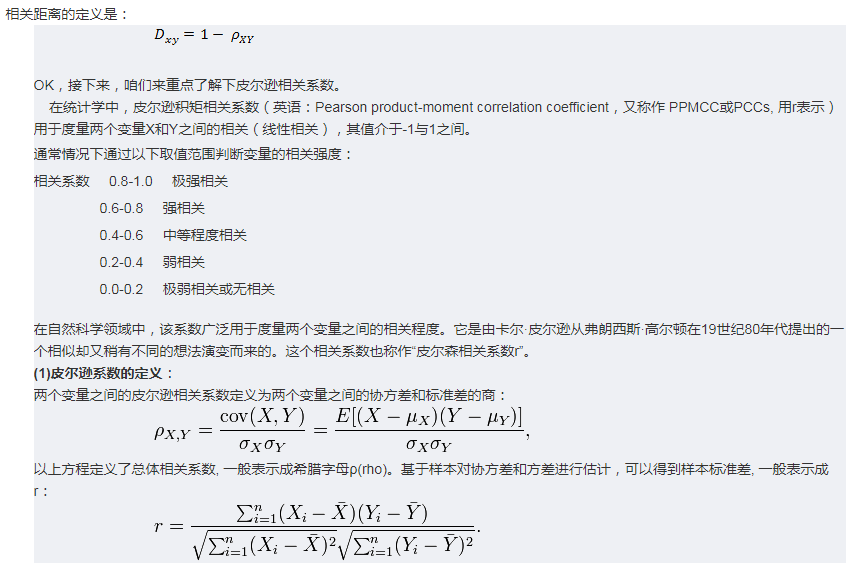 相关距离的定义是：
D_{xy} = 1 − ρ_{XY}
OK，接下来，咱们来重点了解下皮尔逊相关系数。
在统计学中，皮尔逊积矩相关系数（英语：Pearson product-moment correlation coefficient，又称作 PPMCC或PCCs, 用r表示）
用于度量两个变量X和Y之间的相关（线性相关），其值介于-1与1之间。
通常情况下通过以下取值范围判断变量的相关强度：
相关系数 0.8-1.0 极强相关
0.6-0.8 强相关
0.4-0.6 中等程度相关
0.2-0.4 弱相关
0.0-0.2 极弱相关或无相关
在自然科学领域中，该系数广泛用于度量两个变量之间的相关程度。它是由卡尔·皮尔逊从弗朗西斯·高尔顿在19世纪80年代提出的一
个相似却又稍有不同的想法演变而来的。这个相关系数也称作“皮尔森相关系数r”。
(1)皮尔逊系数的定义：
两个变量之间的皮尔逊相关系数定义为两个变量之间的协方差和标准差的商：
ρ_{X,Y} = \frac{cov(X,Y)}{σ_X σ_Y} = \frac{E[(X − μ_X)(Y − μ_Y)]}{σ_X σ_Y},
以上方程定义了总体相关系数, 一般表示成希腊字母ρ(rho)。基于样本对协方差和方差进行估计，可以得到样本标准差, 一般表示成
r：
r = \frac{\sum_{i=1}^{n}(X_i − \bar{X})(Y_i − \bar{Y})}{\sqrt{\sum_{i=1}^{n}(X_i − \bar{X})^2}\sqrt{\sum_{i=1}^{n}(Y_i − \bar{Y})^2}}.